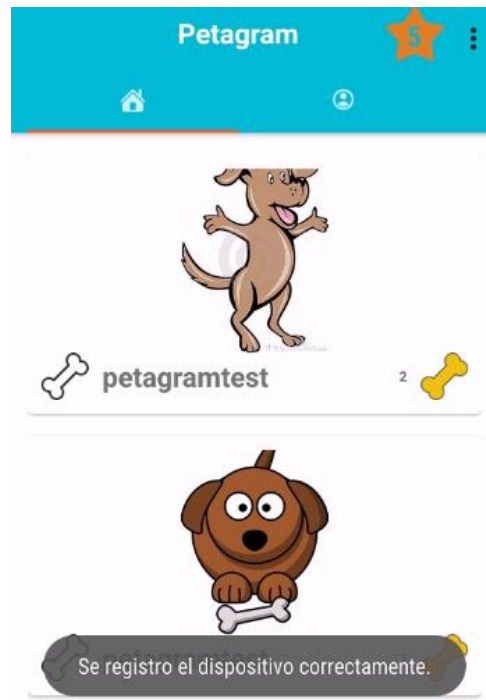 Petagram
5
petagramtest
2
Se registro el dispositivo correctamente.